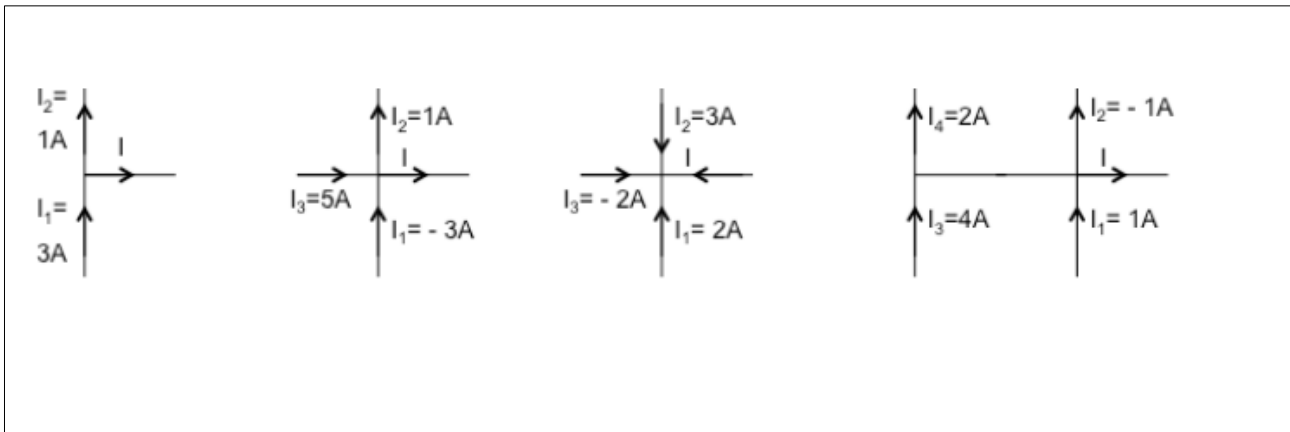 I₂=
1A
I
I₁=
3A
I₂=1A
I
I₃=5A
I₁= - 3A
I₂=3A
I
I₃= - 2A
I₁= 2A
I₄=2A
I₃=4A
I₂= - 1A
I
I₁= 1A